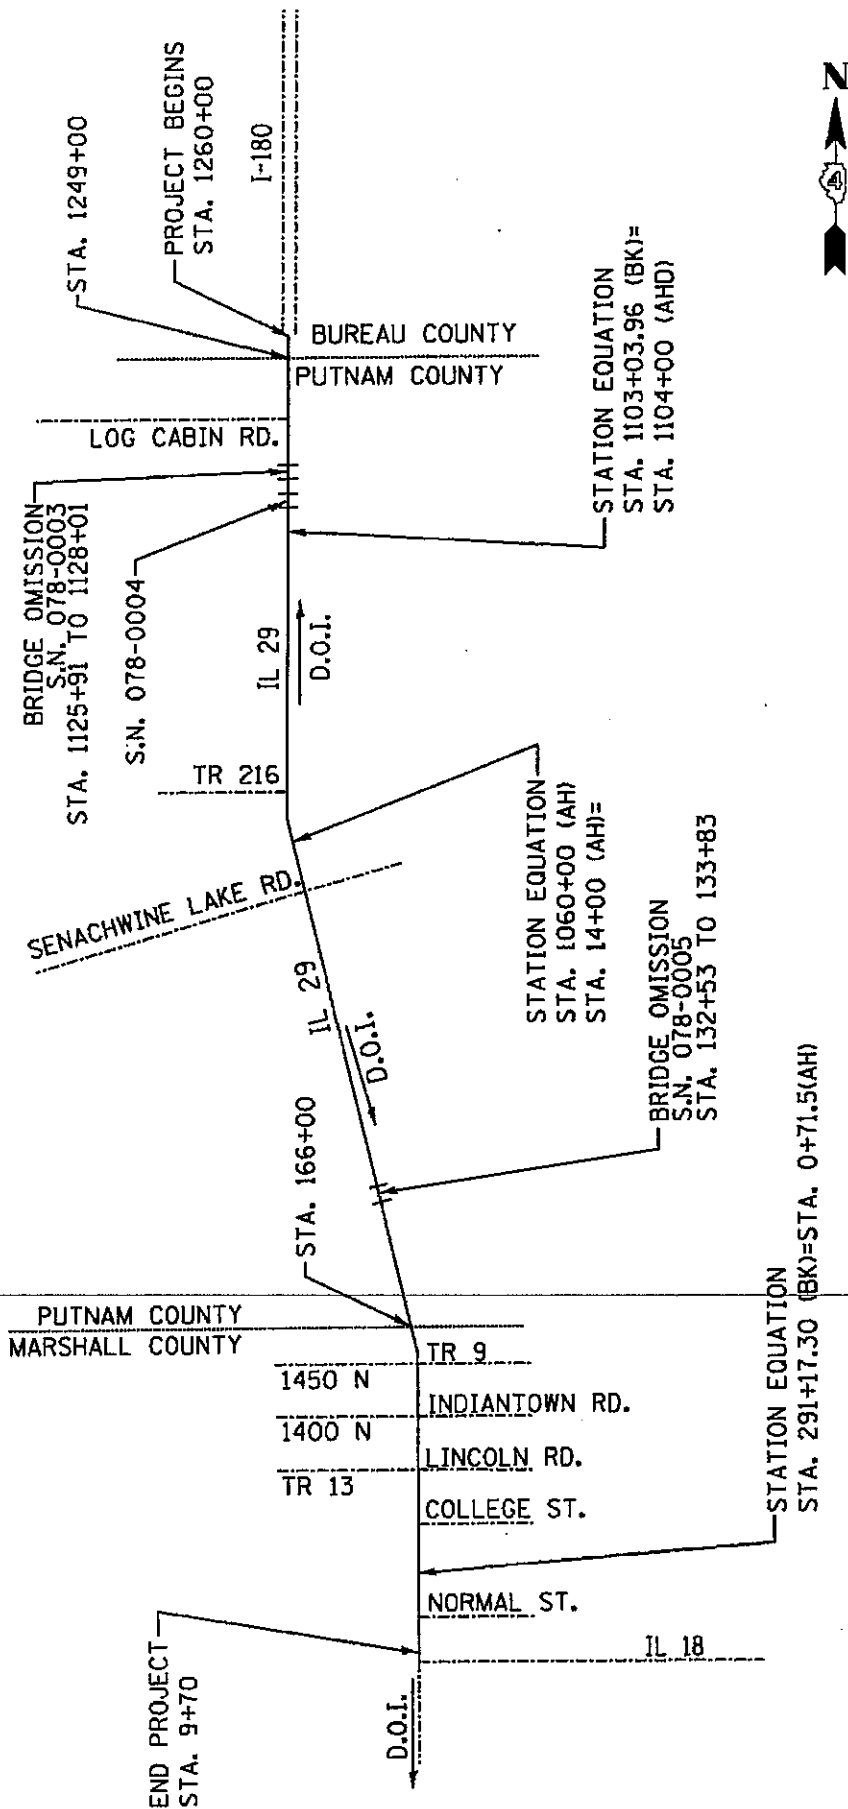 N
4
STA. 1249+00
PROJECT BEGINS
STA. 1260+00
I-180
BUREAU COUNTY
PUTNAM COUNTY
LOG CABIN RD.
BRIDGE OMISSION
S.N. 078-0003
STA. 1125+91 TO 1128+01
S.N. 078-0004
STATION EQUATION
STA. 1103+03.96 (BK)=
STA. 1104+00 (AHD)
IL 29
D.O.I.
TR 216
SENACHWINE LAKE RD.
STATION EQUATION
STA. 1060+00 (AH)
STA. 14+00 (AH)=
IL 29
D.O.I.
BRIDGE OMISSION
S.N. 078-0005
STA. 132+53 TO 133+83
STA. 166+00
PUTNAM COUNTY
MARSHALL COUNTY
TR 9
1450 N
INDIANTOWN RD.
1400 N
LINCOLN RD.
TR 13
COLLEGE ST.
STATION EQUATION
STA. 291+17.30 (BK)=STA. 0+71.5(AH)
NORMAL ST.
END PROJECT
STA. 9+70
IL 18
D.O.I.